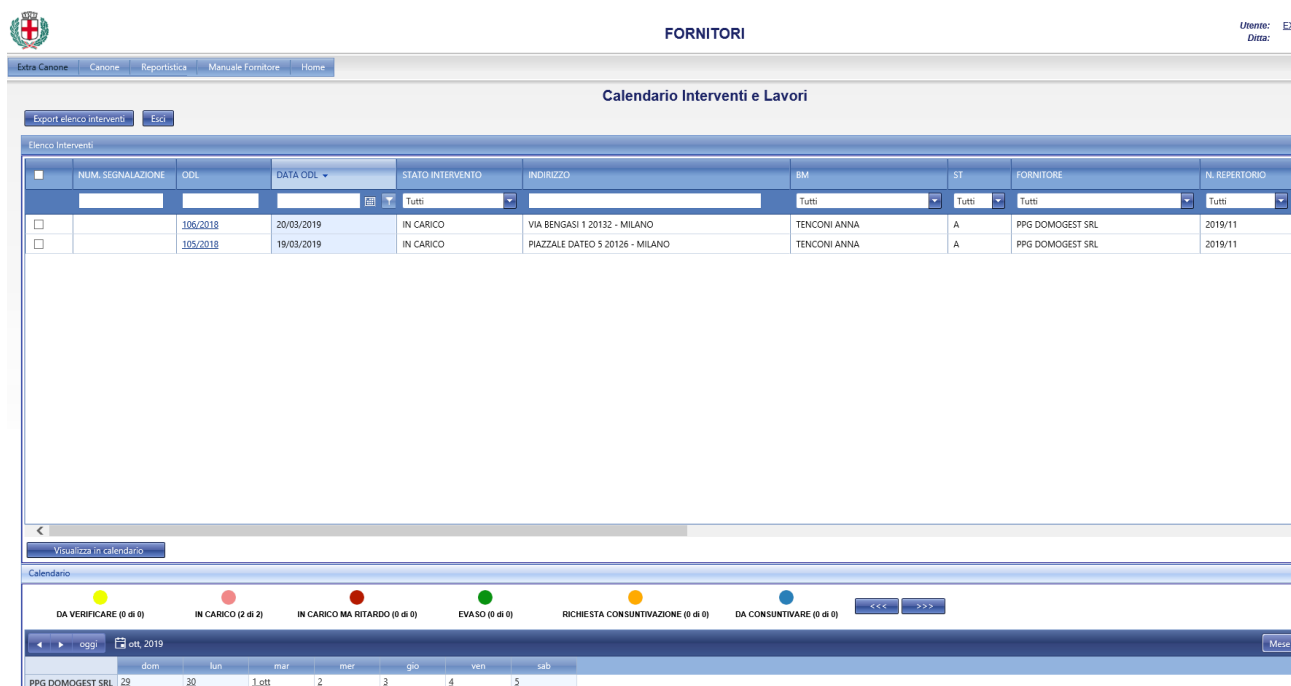 FORNITORI
Utente:
Ditta:
Extra Canone Canone Reportistica Manuale Fornitore Home
Calendario Interventi e Lavori
Export elenco interventi Esci
Elenco Interventi
NUM. SEGNALAZIONE ODL DATA ODL STATO INTERVENTO INDIRIZZO BM ST FORNITORE N. REPERTORIO
Tutti Tutti Tutti Tutti Tutti
106/2018 20/03/2019 IN CARICO VIA BENGASI 1 20132 - MILANO TENCONI ANNA A PPG DOMOGEST SRL 2019/11
105/2018 19/03/2019 IN CARICO PIAZZALE DATEO 5 20126 - MILANO TENCONI ANNA A PPG DOMOGEST SRL 2019/11
Visualizza in calendario
Calendario
DA VERIFICARE (0 di 0) IN CARICO (2 di 2) IN CARICO MA RITARDO (0 di 0) EVASO (0 di 0) RICHIESTA CONSUNTIVAZIONE (0 di 0) DA CONSUNTIVARE (0 di 0) <<< >>>
oggi ott, 2019 Mese
dom lun mar mer gio ven sab
PPG DOMOGEST SRL 29 30 1 ott 2 3 4 5